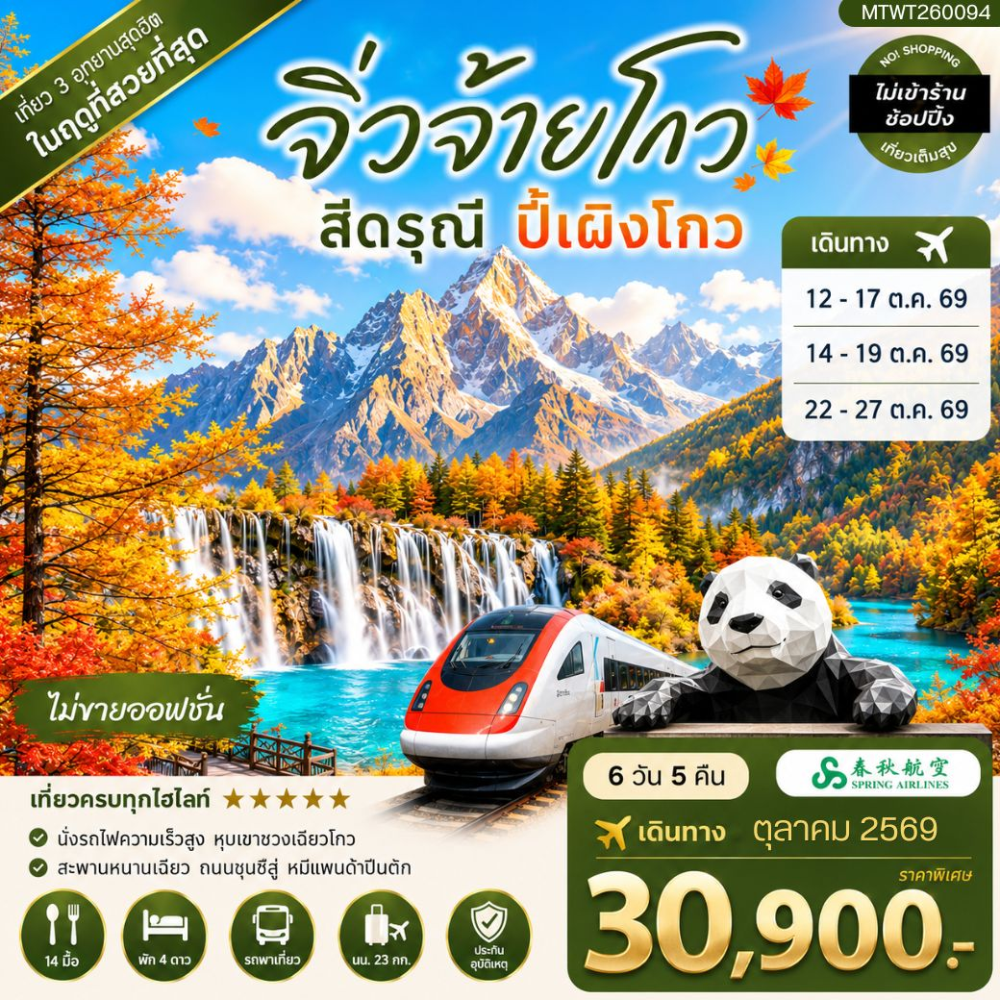 MTWT260094
เที่ยว 3 อุทยานสุดฮิต
ในฤดูที่สวยที่สุด
NO! SHOPPING
ไม่เข้าร้าน
ช้อปปิ้ง
เที่ยวเต็มสุข
จิ่วจ้ายโกว
สี่ดรุณี ปี้เผิงโกว
เดินทาง
12 - 17 ต.ค. 69
14 - 19 ต.ค. 69
22 - 27 ต.ค. 69
ไม่ขายออฟชั่น
เที่ยวครบทุกไฮไลท์
นั่งรถไฟความเร็วสูง หุบเขาชวงเฉียวโกว
สะพานหนานเฉียว ถนนชุนซีสู่ หมีแพนด้าปีนตึก
14 มื้อ
พัก 4 ดาว
รถพาเที่ยว
นน. 23 กก.
ประกัน
อุบัติเหตุ
6 วัน 5 คืน
春秋航空
SPRING AIRLINES
เดินทาง ตุลาคม 2569
ราคาพิเศษ
30,900.-